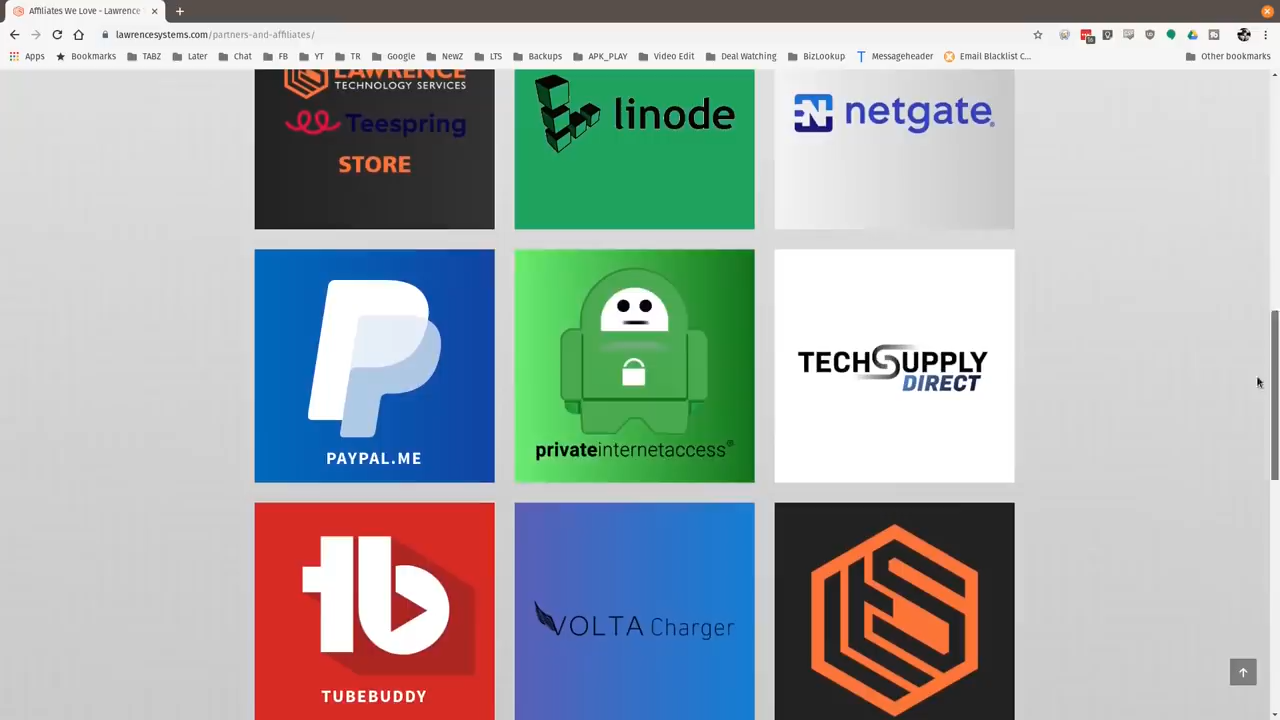 Affiliates We Love - Lawrence S
lawrencesystems.com/partners-and-affiliates/
Apps Bookmarks TABZ Later Chat FB YT TR Google NewZ LTS Backups APK_PLAY Video Edit Deal Watching BizLookup Messageheader Email Blacklist C... Other bookmarks
LAWRENCE
TECHNOLOGY SERVICES
Teespring
STORE
linode
netgate
PAYPAL.ME
privateinternetaccess®
TECHSUPPLY
DIRECT
tb
TUBEBUDDY
VOLTA Charger